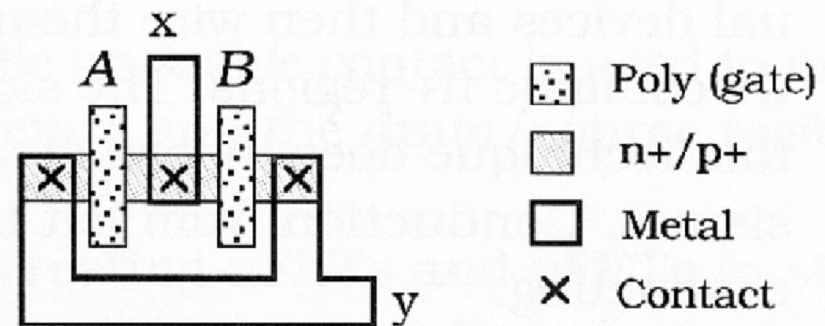 x
A B
y
Poly (gate)
n+/p+
Metal
Contact